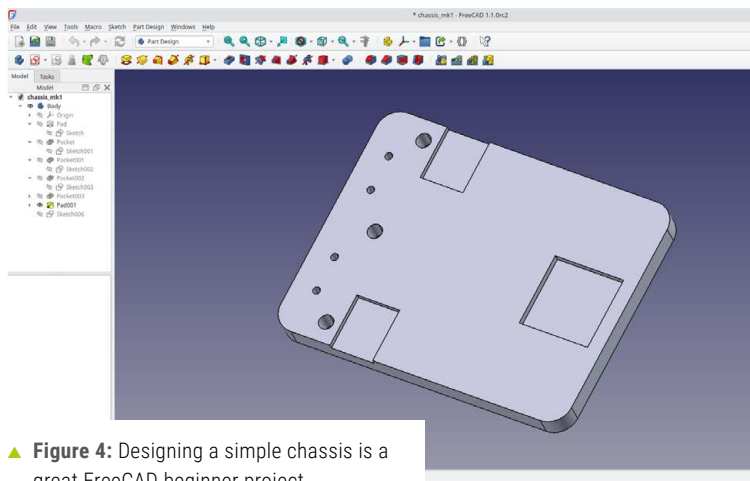 * chassis_mk1 - FreeCAD 1.1.0rc2
File Edit View Tools Macro Sketch Part Design Windows Help
Part Design
Model Tasks
Model
chassis_mk1
Body
Origin
Pad
Sketch
Pocket
Sketch001
Pocket001
Sketch002
Pocket002
Sketch003
Pocket003
Pad001
Sketch006
Figure 4: Designing a simple chassis is a
great FreeCAD beginner project